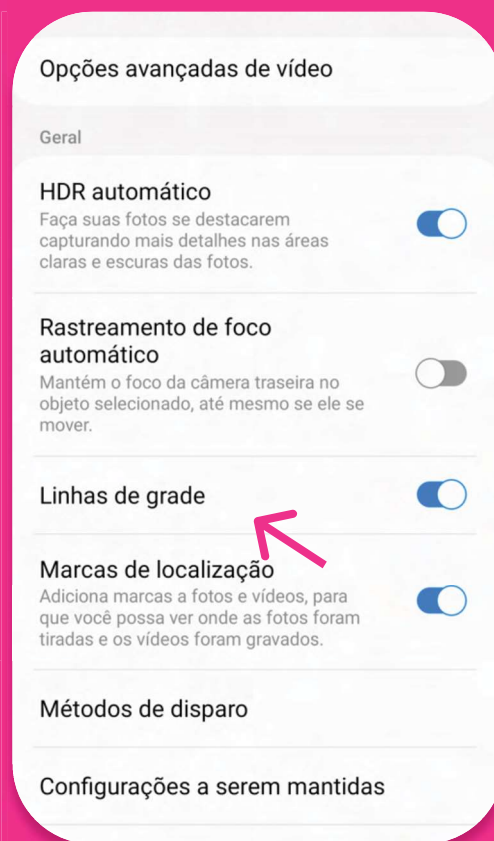 Opções avançadas de vídeo
Geral
HDR automático
Faça suas fotos se destacarem
capturando mais detalhes nas áreas
claras e escuras das fotos.
Rastreamento de foco
automático
Mantém o foco da câmera traseira no
objeto selecionado, até mesmo se ele se
mover.
Linhas de grade
Marcas de localização
Adiciona marcas a fotos e vídeos, para
que você possa ver onde as fotos foram
tiradas e os vídeos foram gravados.
Métodos de disparo
Configurações a serem mantidas